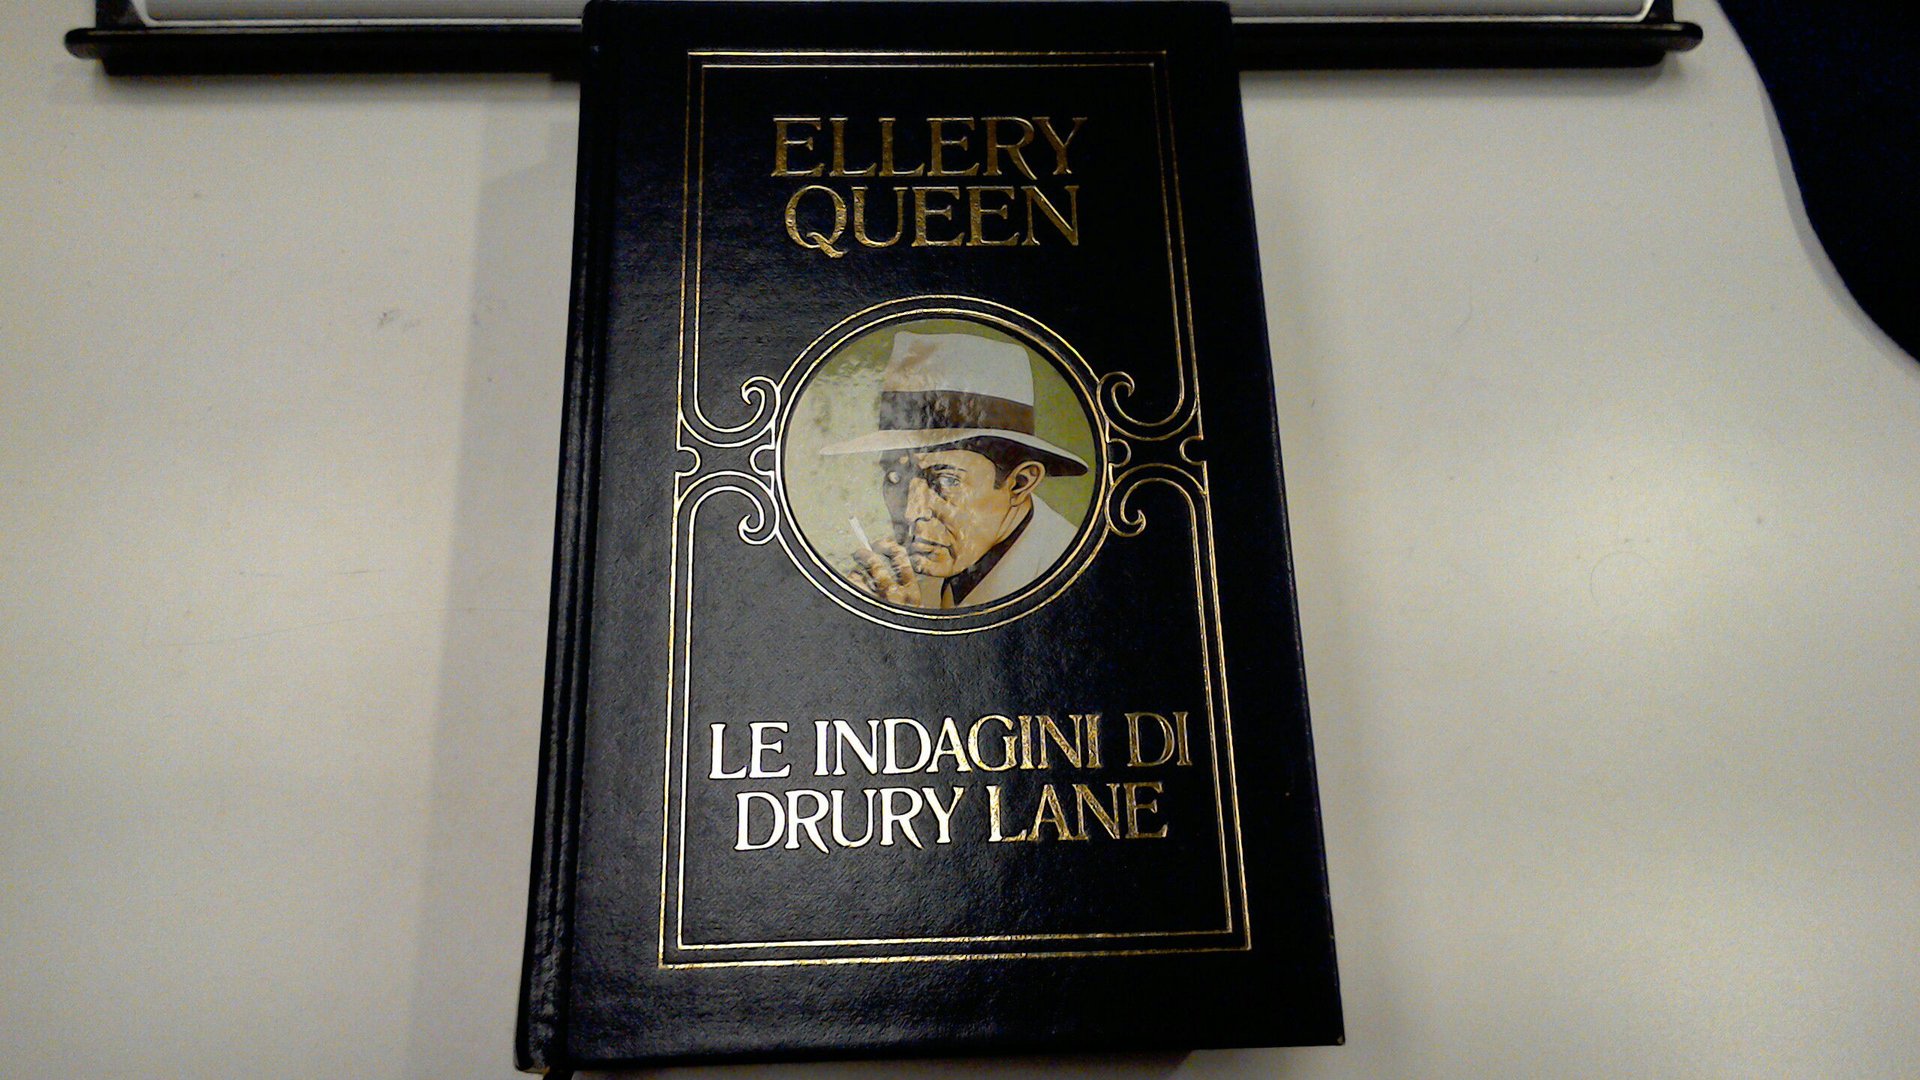 ELLERY
QUEEN
LE INDAGINI DI
DRURY LANE